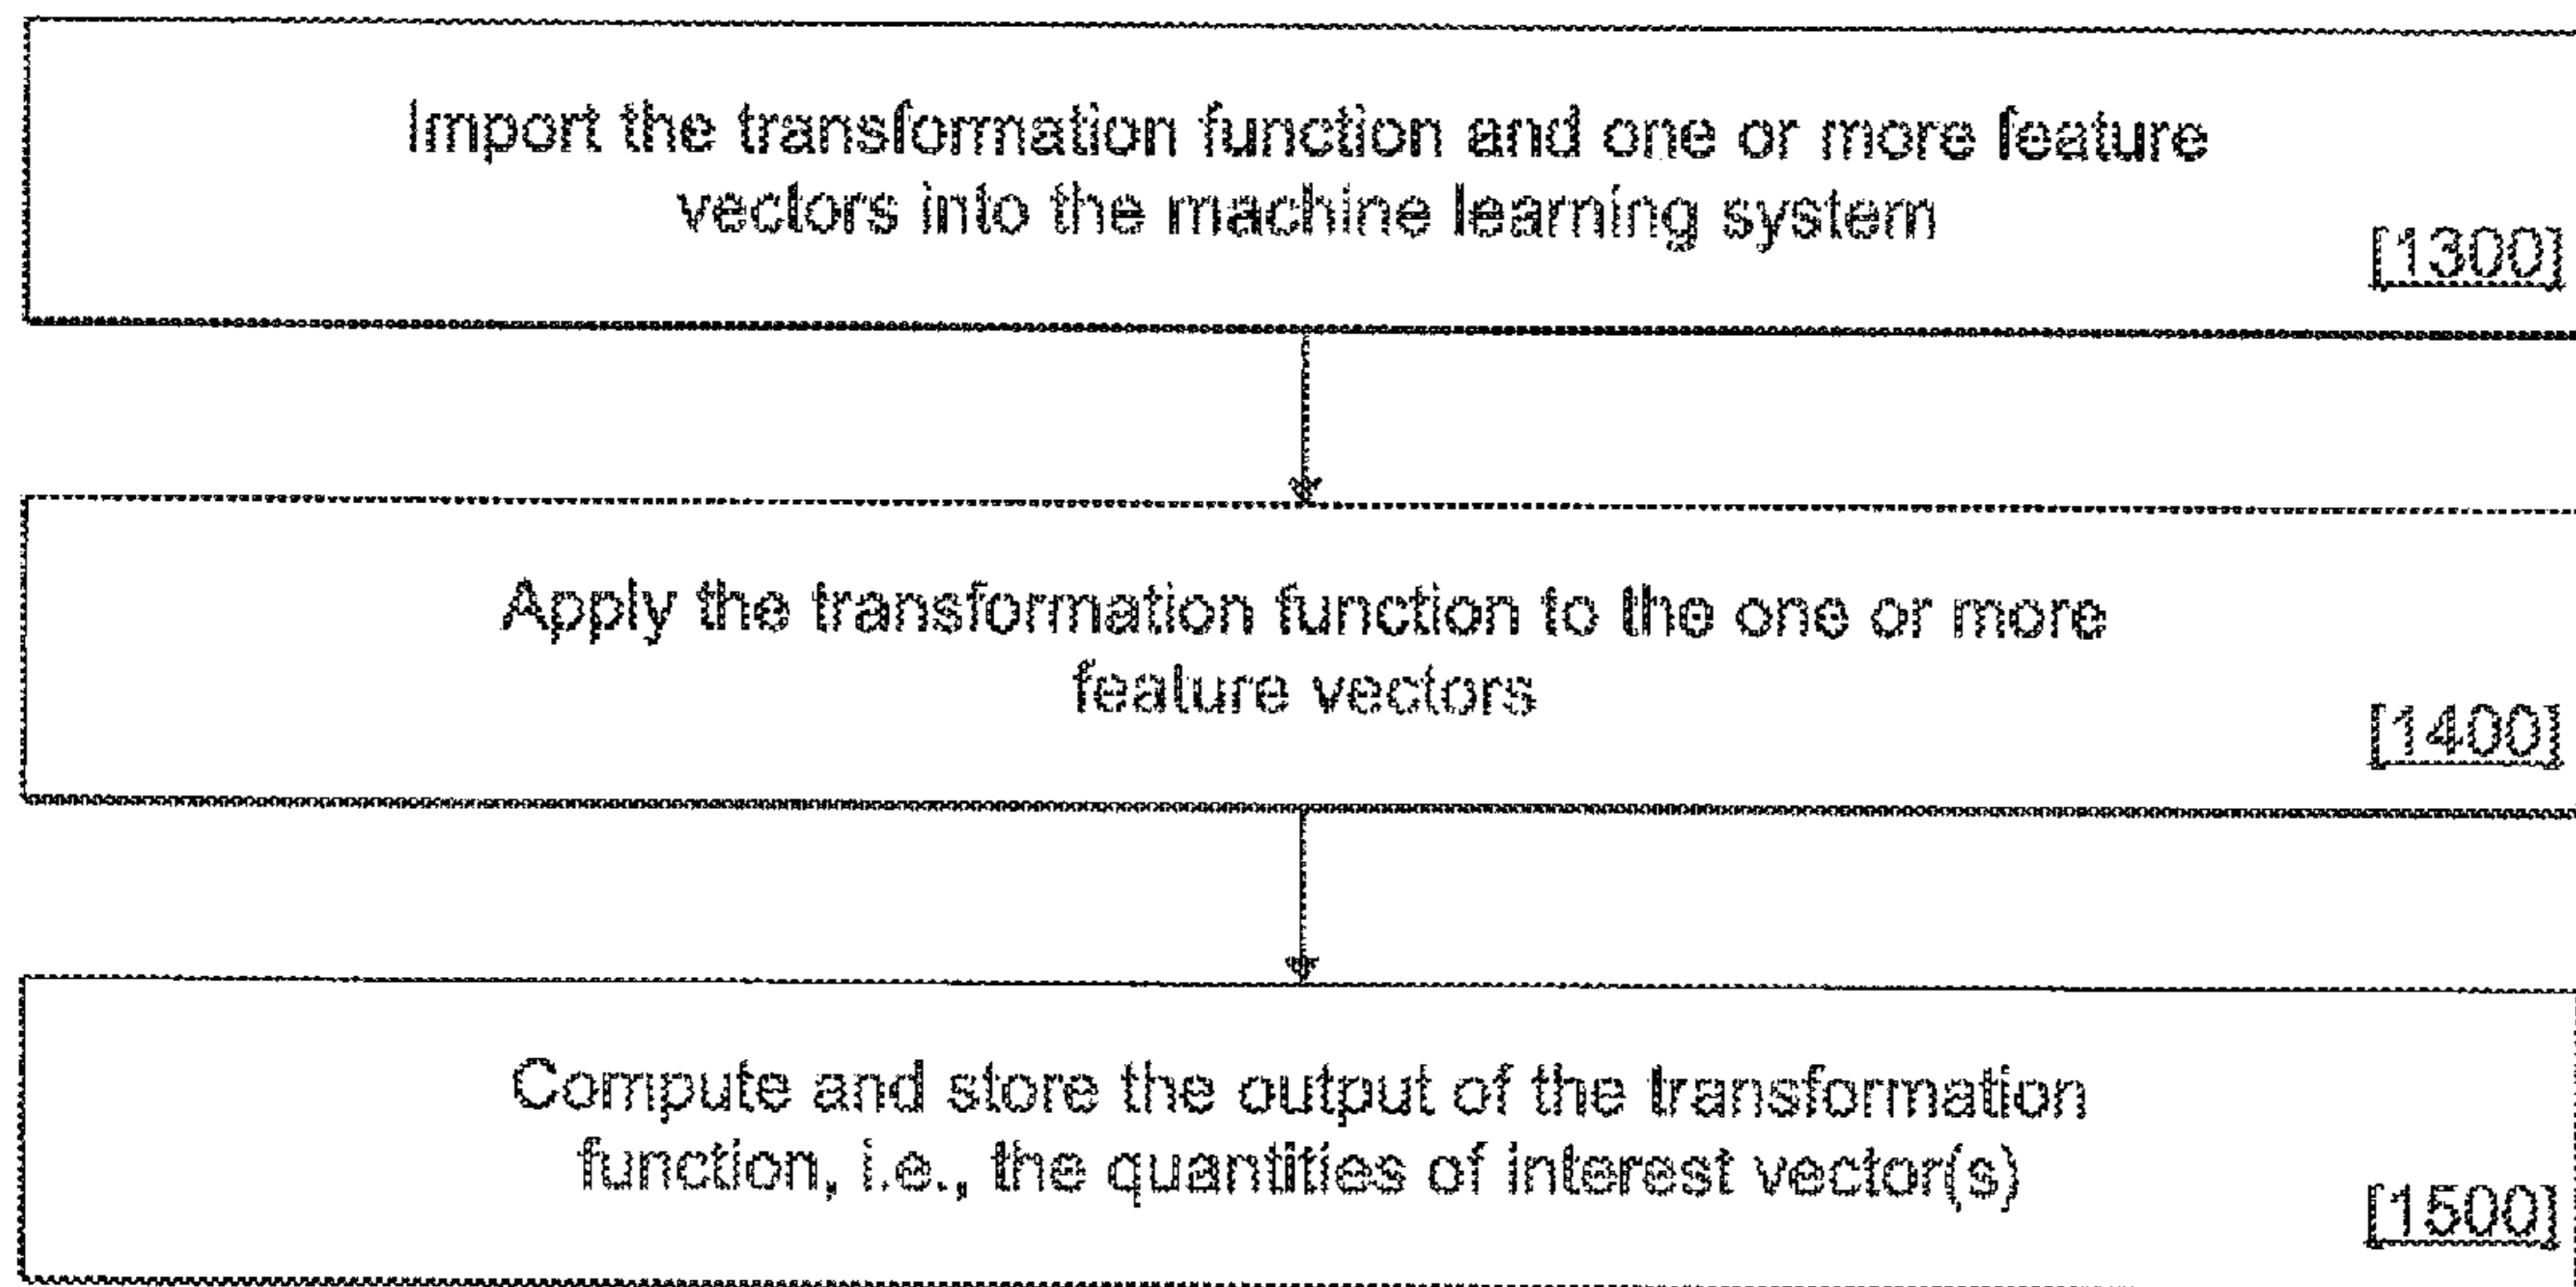 Import the transformation function and one or more feature
vectors into the machine learning system
[1300]
Apply the transformation function to the one or more
feature vectors
[1400]
Compute and store the output of the transformation
function, i.e., the quantities of interest vector(s)
[1500]